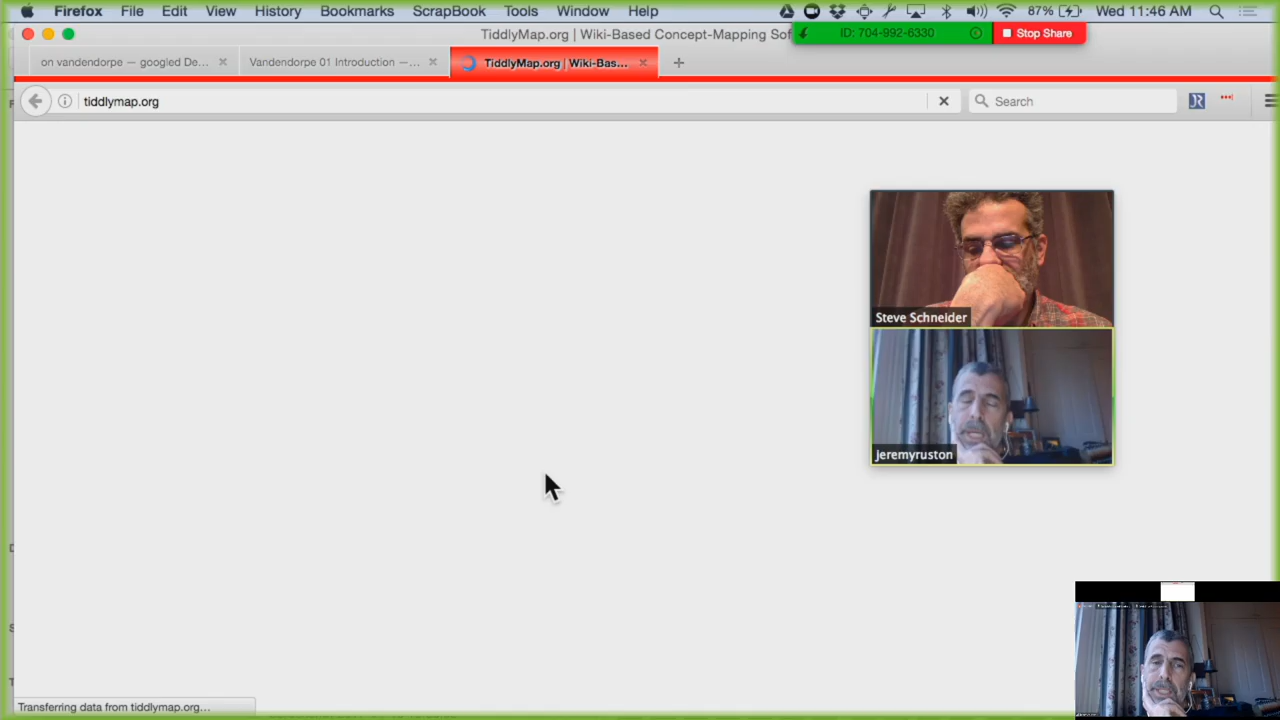 Firefox File Edit View History Bookmarks ScrapBook Tools Window Help 87% Wed 11:46 AM
TiddlyMap.org | Wiki-Based Concept-Mapping Sof
ID: 704-992-6330 Stop Share
on vandendorpe — googled De...
Vandendorpe 01 Introduction —...
TiddlyMap.org | Wiki-Bas...
tiddlymap.org
Search
JR
Steve Schneider
jeremyruston
Transferring data from tiddlymap.org...